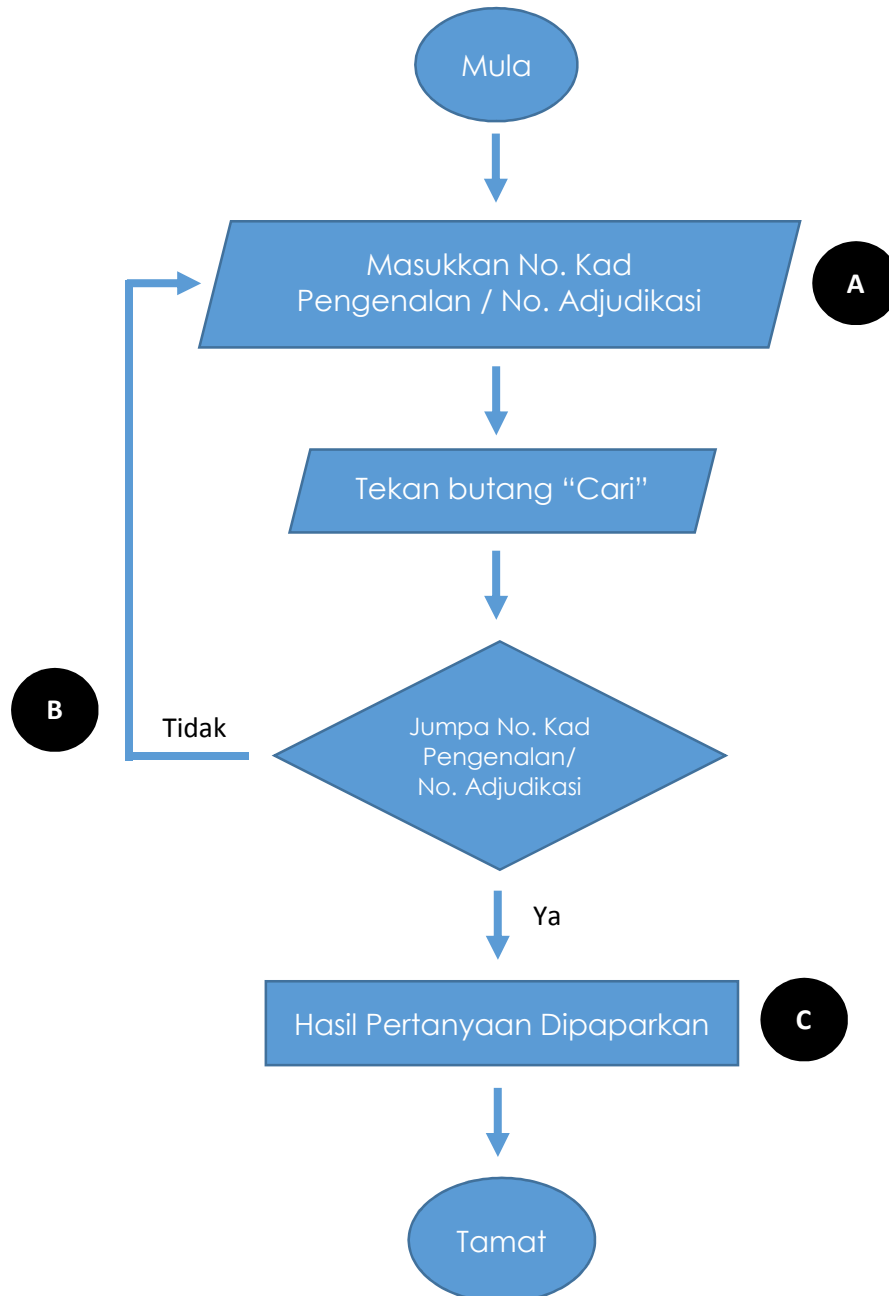 Mula
Masukkan No. Kad
Pengenalan / No. Adjudikasi
A
Tekan butang “Cari”
B
Tidak
Jumpa No. Kad
Pengenalan/
No. Adjudikasi
Ya
Hasil Pertanyaan Dipaparkan
C
Tamat